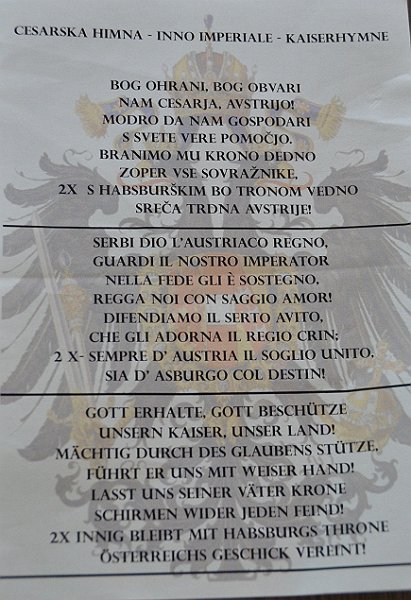 CESARSKA HIMNA - INNO IMPERIALE - KAISERHYMNE
BOG OHRANI, BOG OBVARI
NAM CESARJA, AVSTRIJO!
MODRO DA NAM GOSPODARI
S SVETE VERE POMOČJO.
BRANIMO MU KRONO DEDNO
ZOPER VSE SOVRAŽNIKE,
2X S HABSBURŠKIM BO TRONOM VEDNO
SREČA TRDNA AVSTRIJE!
SERBI DIO L'AUSTRIACO REGNO,
GUARDI IL NOSTRO IMPERATOR
NELLA FEDE GLI È SOSTEGNO,
REGGA NOI CON SAGGIO AMOR!
DIFENDIAMO IL SERTO AVITO,
CHE GLI ADORNA IL REGIO CRIN;
2 X- SEMPRE D' AUSTRIA IL SOGLIO UNITO,
SIA D' ASBURGO COL DESTIN!
GOTT ERHALTE, GOTT BESCHÜTZE
UNSERN KAISER, UNSER LAND!
MÄCHTIG DURCH DES GLAUBENS STÜTZE,
FÜHRT ER UNS MIT WEISER HAND!
LASST UNS SEINER VÄTER KRONE
SCHIRMEN WIDER JEDEN FEIND!
2X INNIG BLEIBT MIT HABSBURGS THRONE
ÖSTERREICHS GESCHICK VEREINT!